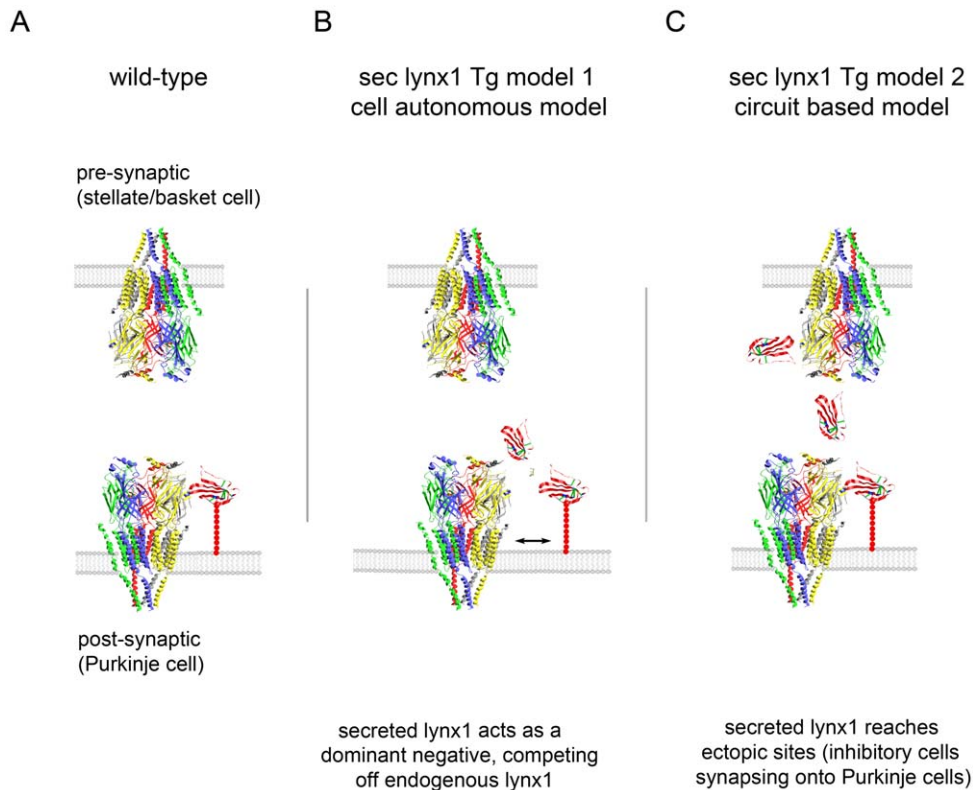 A
B
C
wild-type
sec lynx1 Tg model 1
cell autonomous model
sec lynx1 Tg model 2
circuit based model
pre-synaptic
(stellate/basket cell)
post-synaptic
(Purkinje cell)
secreted lynx1 acts as a
dominant negative, competing
off endogenous lynx1
secreted lynx1 reaches
ectopic sites (inhibitory cells
synapsing onto Purkinje cells)